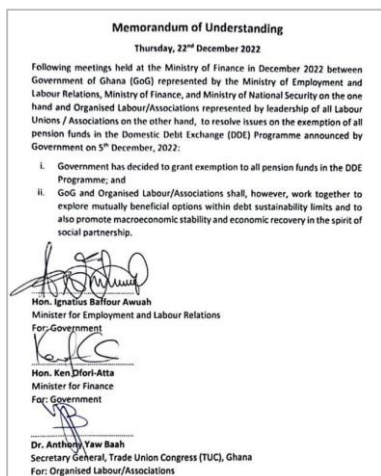 Memorandum of Understanding
Thursday, 22nd December 2022
Following meetings held at the Ministry of Finance in December 2022 between
Government of Ghana (GoG) represented by the Ministry of Employment and
Labour Relations, Ministry of Finance, and Ministry of National Security on the one
hand and Organised Labour/Associations represented by leadership of all Labour
Unions / Associations on the other hand, to resolve issues on the exemption of all
pension funds in the Domestic Debt Exchange (DDE) Programme announced by
Government on 5th December, 2022:
i. Government has decided to grant exemption to all pension funds in the DDE
Programme; and
ii. GoG and Organised Labour/Associations shall, however, work together to
explore mutually beneficial options within debt sustainability limits and to
also promote macroeconomic stability and economic recovery in the spirit of
social partnership.
Hon. Ignatius Baffour Awuah
Minister for Employment and Labour Relations
For: Government
Hon. Ken Ofori-Atta
Minister for Finance
For: Government
Dr. Anthony Yaw Baah
Secretary General, Trade Union Congress (TUC), Ghana
For: Organised Labour/Associations